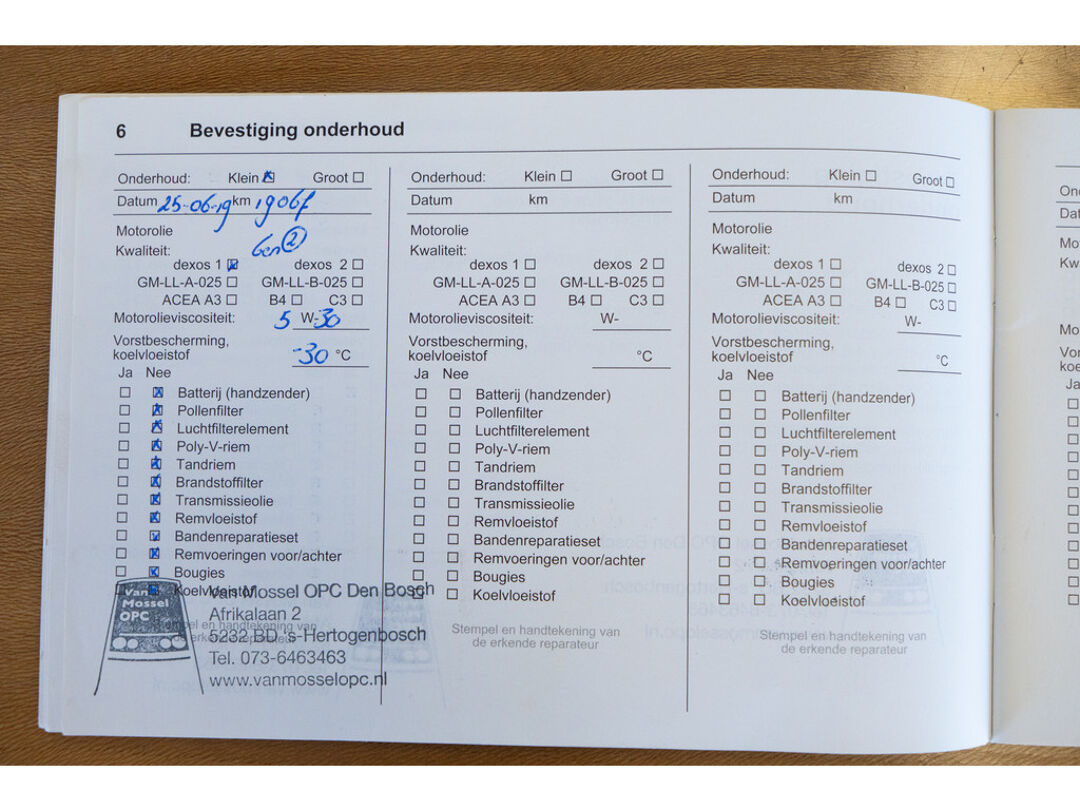 6 Bevestiging onderhoud
Onderhoud: Klein ☒ Groot ☐
Datum 25-06-19 km 19067
Motorolie
Kwaliteit: Gen 2
dexos 1 ☒ dexos 2 ☐
GM-LL-A-025 ☐ GM-LL-B-025 ☐
ACEA A3 ☐ B4 ☐ C3 ☐
Motorolieviscositeit: 5 W-30
Vorstbescherming,
koelvloeistof -30 °C
Ja Nee
☐ ☒ Batterij (handzender)
☐ ☒ Pollenfilter
☐ ☒ Luchtfilterelement
☐ ☒ Poly-V-riem
☐ ☒ Tandriem
☐ ☒ Brandstoffilter
☐ ☒ Transmissieolie
☐ ☒ Remvloeistof
☐ ☒ Bandenreparatieset
☐ ☒ Remvoeringen voor/achter
☐ ☒ Bougies
☐ ☒ Koelvloeistof
Stempel en handtekening van
de erkende reparateur
Van
Mossel
OPC
Van Mossel OPC Den Bosch
Afrikalaan 2
5232 BD 's-Hertogenbosch
Tel. 073-6463463
www.vanmosselopc.nl
Onderhoud: Klein ☐ Groot ☐
Datum km
Motorolie
Kwaliteit:
dexos 1 ☐ dexos 2 ☐
GM-LL-A-025 ☐ GM-LL-B-025 ☐
ACEA A3 ☐ B4 ☐ C3 ☐
Motorolieviscositeit: W-
Vorstbescherming,
koelvloeistof °C
Ja Nee
☐ ☐ Batterij (handzender)
☐ ☐ Pollenfilter
☐ ☐ Luchtfilterelement
☐ ☐ Poly-V-riem
☐ ☐ Tandriem
☐ ☐ Brandstoffilter
☐ ☐ Transmissieolie
☐ ☐ Remvloeistof
☐ ☐ Bandenreparatieset
☐ ☐ Remvoeringen voor/achter
☐ ☐ Bougies
☐ ☐ Koelvloeistof
Stempel en handtekening van
de erkende reparateur
Onderhoud: Klein ☐ Groot ☐
Datum km
Motorolie
Kwaliteit:
dexos 1 ☐ dexos 2 ☐
GM-LL-A-025 ☐ GM-LL-B-025 ☐
ACEA A3 ☐ B4 ☐ C3 ☐
Motorolieviscositeit: W-
Vorstbescherming,
koelvloeistof °C
Ja Nee
☐ ☐ Batterij (handzender)
☐ ☐ Pollenfilter
☐ ☐ Luchtfilterelement
☐ ☐ Poly-V-riem
☐ ☐ Tandriem
☐ ☐ Brandstoffilter
☐ ☐ Transmissieolie
☐ ☐ Remvloeistof
☐ ☐ Bandenreparatieset
☐ ☐ Remvoeringen voor/achter
☐ ☐ Bougies
☐ ☐ Koelvloeistof
Stempel en handtekening van
de erkende reparateur